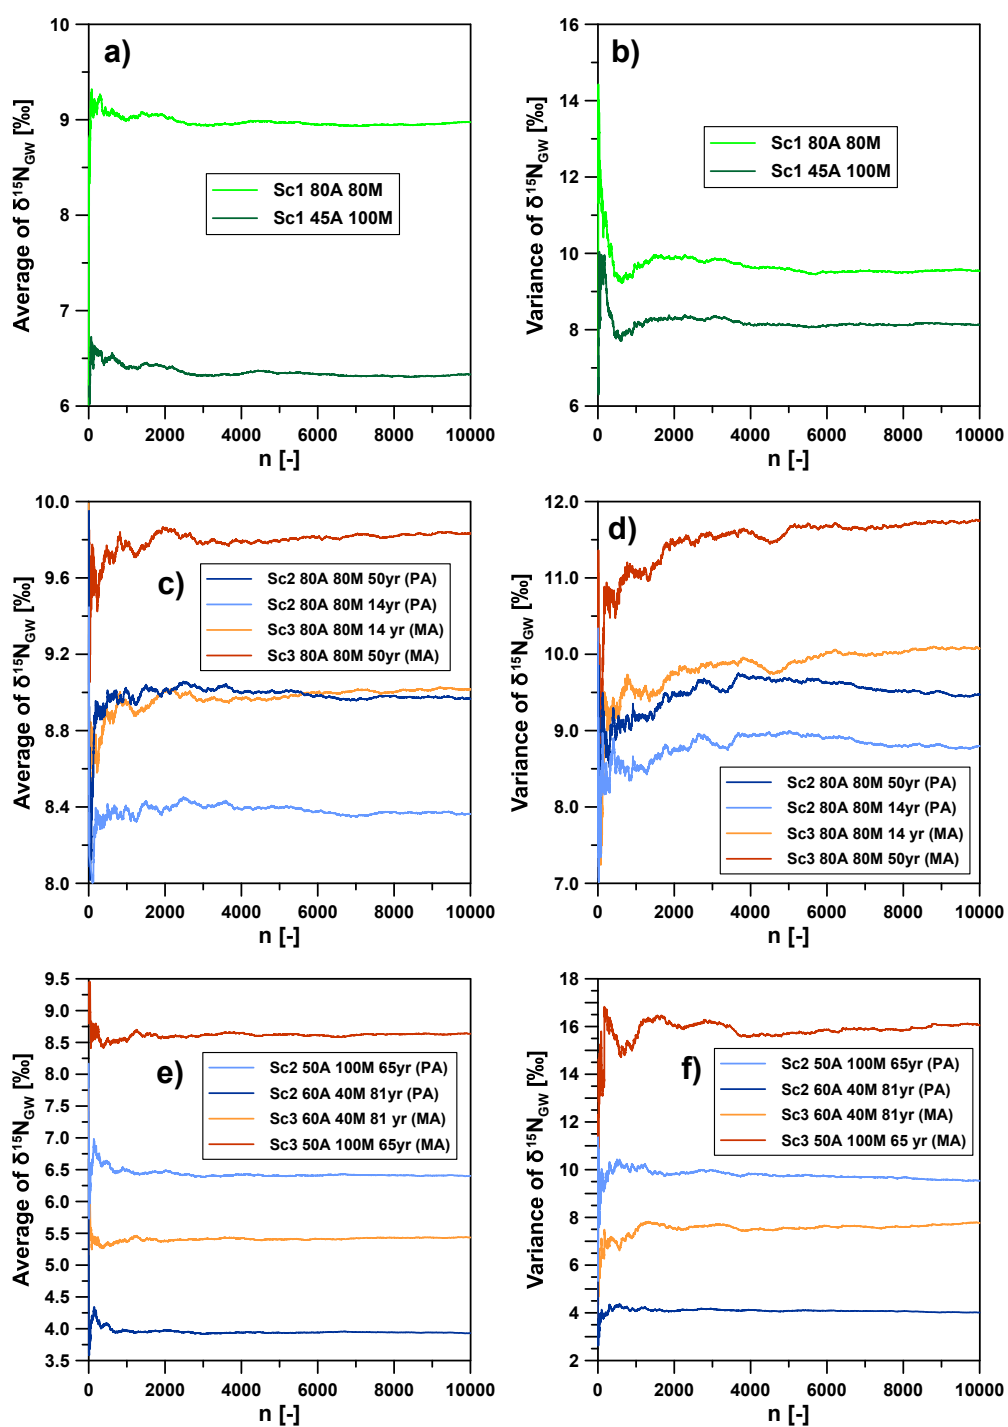 a)
Average of δ¹⁵N_GW [‰]
10
9
8
7
6
Sc1 80A 80M
Sc1 45A 100M
0 2000 4000 6000 8000 10000
n [-]
b)
Variance of δ¹⁵N_GW [‰]
16
14
12
10
8
6
Sc1 80A 80M
Sc1 45A 100M
0 2000 4000 6000 8000 10000
n [-]
c)
Average of δ¹⁵N_GW [‰]
10.0
9.6
9.2
8.8
8.4
8.0
Sc2 80A 80M 50yr (PA)
Sc2 80A 80M 14yr (PA)
Sc3 80A 80M 14 yr (MA)
Sc3 80A 80M 50yr (MA)
0 2000 4000 6000 8000 10000
n [-]
d)
Variance of δ¹⁵N_GW [‰]
12.0
11.0
10.0
9.0
8.0
7.0
Sc2 80A 80M 50yr (PA)
Sc2 80A 80M 14yr (PA)
Sc3 80A 80M 14 yr (MA)
Sc3 80A 80M 50yr (MA)
0 2000 4000 6000 8000 10000
n [-]
e)
Average of δ¹⁵N_GW [‰]
9.5
9.0
8.5
8.0
7.5
7.0
6.5
6.0
5.5
5.0
4.5
4.0
3.5
Sc2 50A 100M 65yr (PA)
Sc2 60A 40M 81yr (PA)
Sc3 60A 40M 81 yr (MA)
Sc3 50A 100M 65yr (MA)
0 2000 4000 6000 8000 10000
n [-]
f)
Variance of δ¹⁵N_GW [‰]
18
16
14
12
10
8
6
4
2
Sc2 50A 100M 65yr (PA)
Sc2 60A 40M 81yr (PA)
Sc3 60A 40M 81yr (MA)
Sc3 50A 100M 65 yr (MA)
0 2000 4000 6000 8000 10000
n [-]